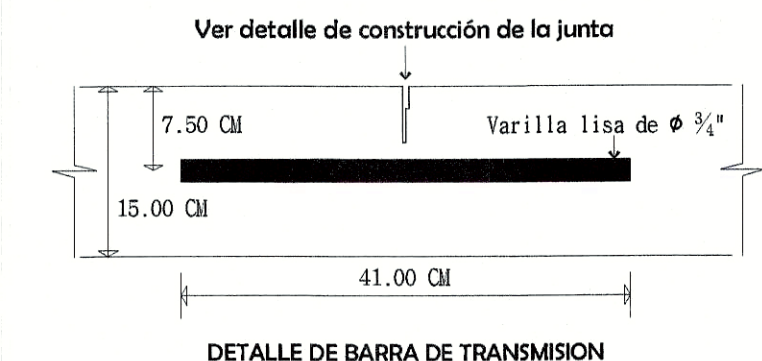 Ver detalle de construcción de la junta
7.50 CM
Varilla lisa de ϕ ¾"
15.00 CM
41.00 CM
DETALLE DE BARRA DE TRANSMISION